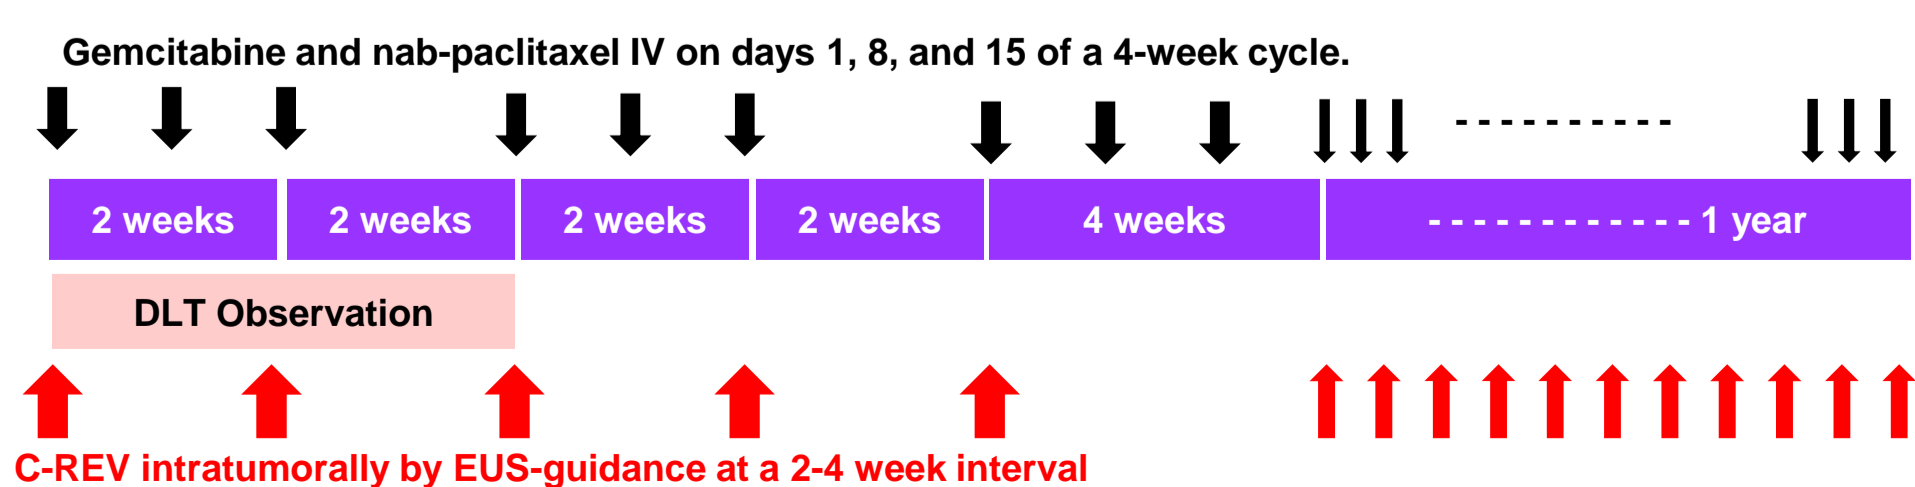 Gemcitabine and nab-paclitaxel IV on days 1, 8, and 15 of a 4-week cycle.
- - - - - - - - - -
2 weeks 2 weeks 2 weeks 2 weeks 4 weeks - - - - - - - - - - - - 1 year
DLT Observation
C-REV intratumorally by EUS-guidance at a 2-4 week interval